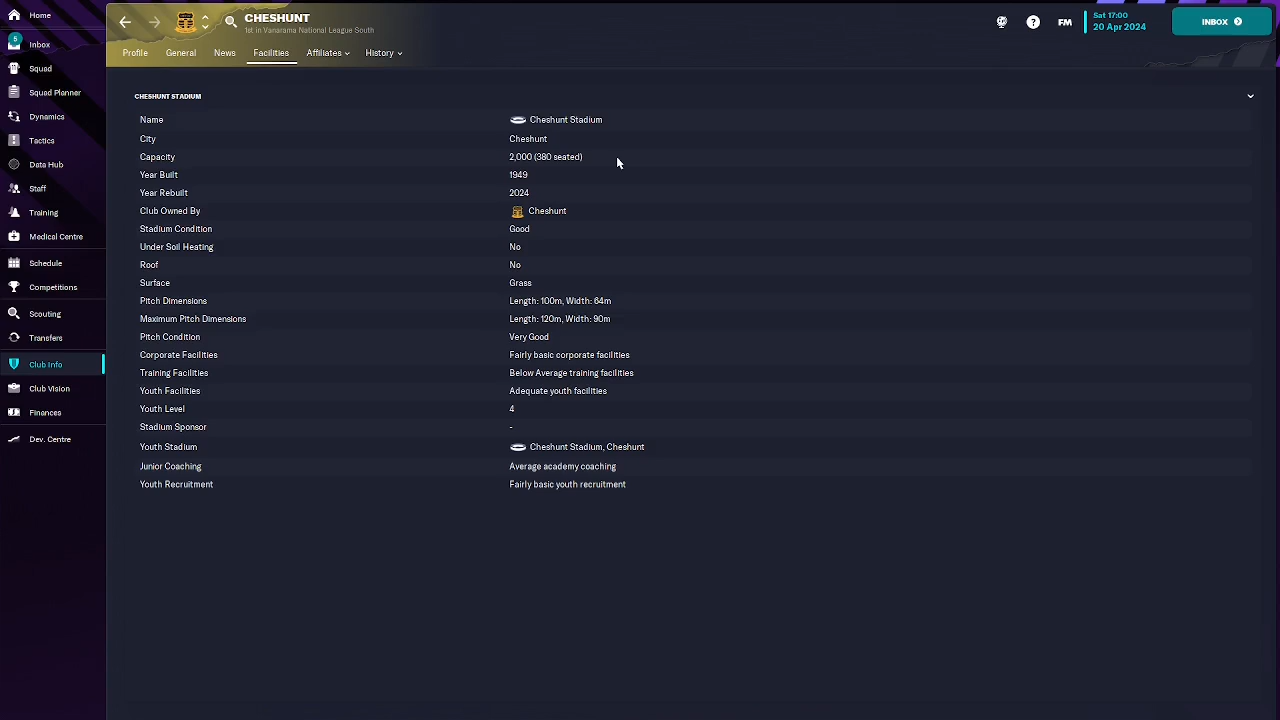 Home
5
Inbox
Squad
Squad Planner
Dynamics
Tactics
Data Hub
Staff
Training
Medical Centre
Schedule
Competitions
Scouting
Transfers
Club Info
Club Vision
Finances
Dev. Centre
CHESHUNT
1st in Vanarama National League South
FM
Sat 17:00
20 Apr 2024
INBOX
Profile General News Facilities Affiliates History
CHESHUNT STADIUM
Name Cheshunt Stadium
City Cheshunt
Capacity 2,000 (380 seated)
Year Built 1949
Year Rebuilt 2024
Club Owned By Cheshunt
Stadium Condition Good
Under Soil Heating No
Roof No
Surface Grass
Pitch Dimensions Length: 100m, Width: 64m
Maximum Pitch Dimensions Length: 120m, Width: 90m
Pitch Condition Very Good
Corporate Facilities Fairly basic corporate facilities
Training Facilities Below Average training facilities
Youth Facilities Adequate youth facilities
Youth Level 4
Stadium Sponsor -
Youth Stadium Cheshunt Stadium, Cheshunt
Junior Coaching Average academy coaching
Youth Recruitment Fairly basic youth recruitment